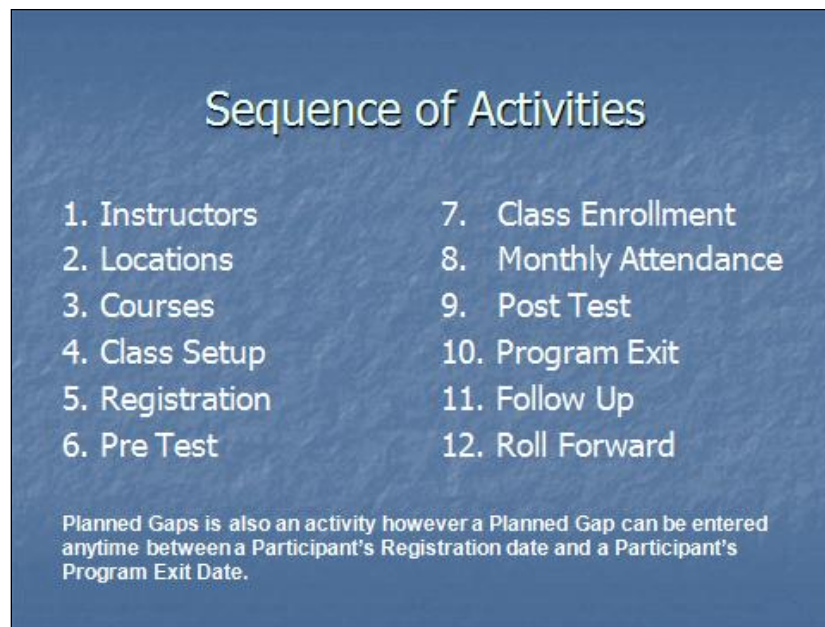 Sequence of Activities
1. Instructors
2. Locations
3. Courses
4. Class Setup
5. Registration
6. Pre Test
7. Class Enrollment
8. Monthly Attendance
9. Post Test
10. Program Exit
11. Follow Up
12. Roll Forward
Planned Gaps is also an activity however a Planned Gap can be entered
anytime between a Participant's Registration date and a Participant's
Program Exit Date.